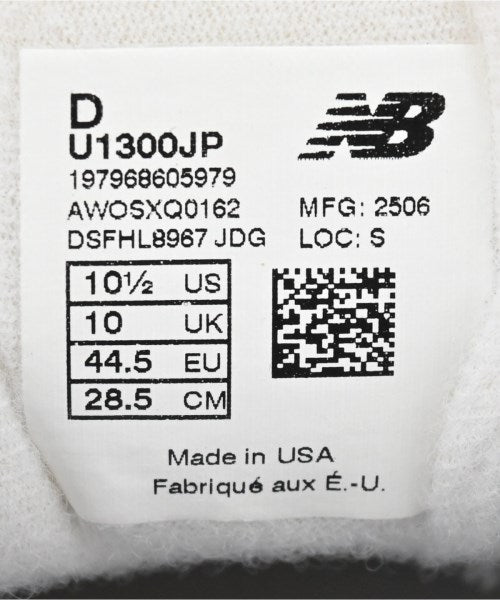 D
NB
U1300JP
197968605979
AWOSXQ0162
MFG: 2506
DSFHL8967 JDG
LOC: S
10½ US
10 UK
44.5 EU
28.5 CM
Made in USA
Fabriqué aux É.-U.